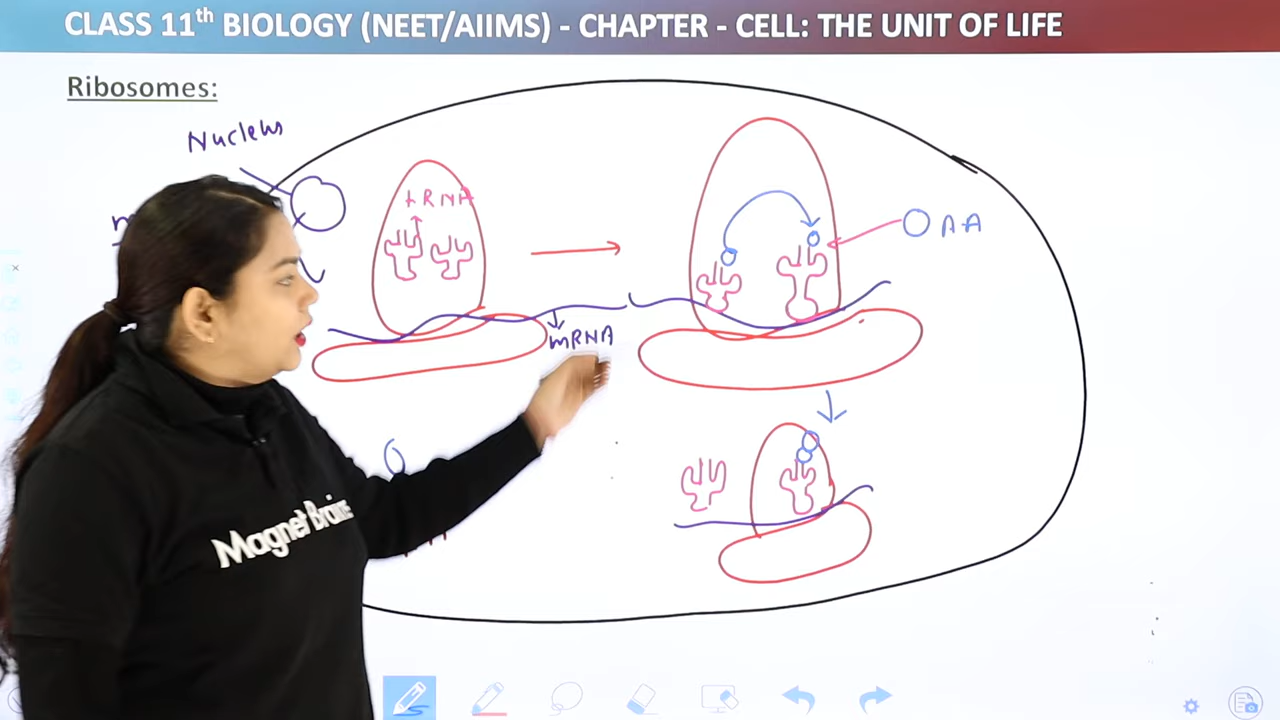 CLASS 11th BIOLOGY (NEET/AIIMS) - CHAPTER - CELL: THE UNIT OF LIFE
Ribosomes:
Nucleus
tRNA
AA
mRNA
Magnet Brains